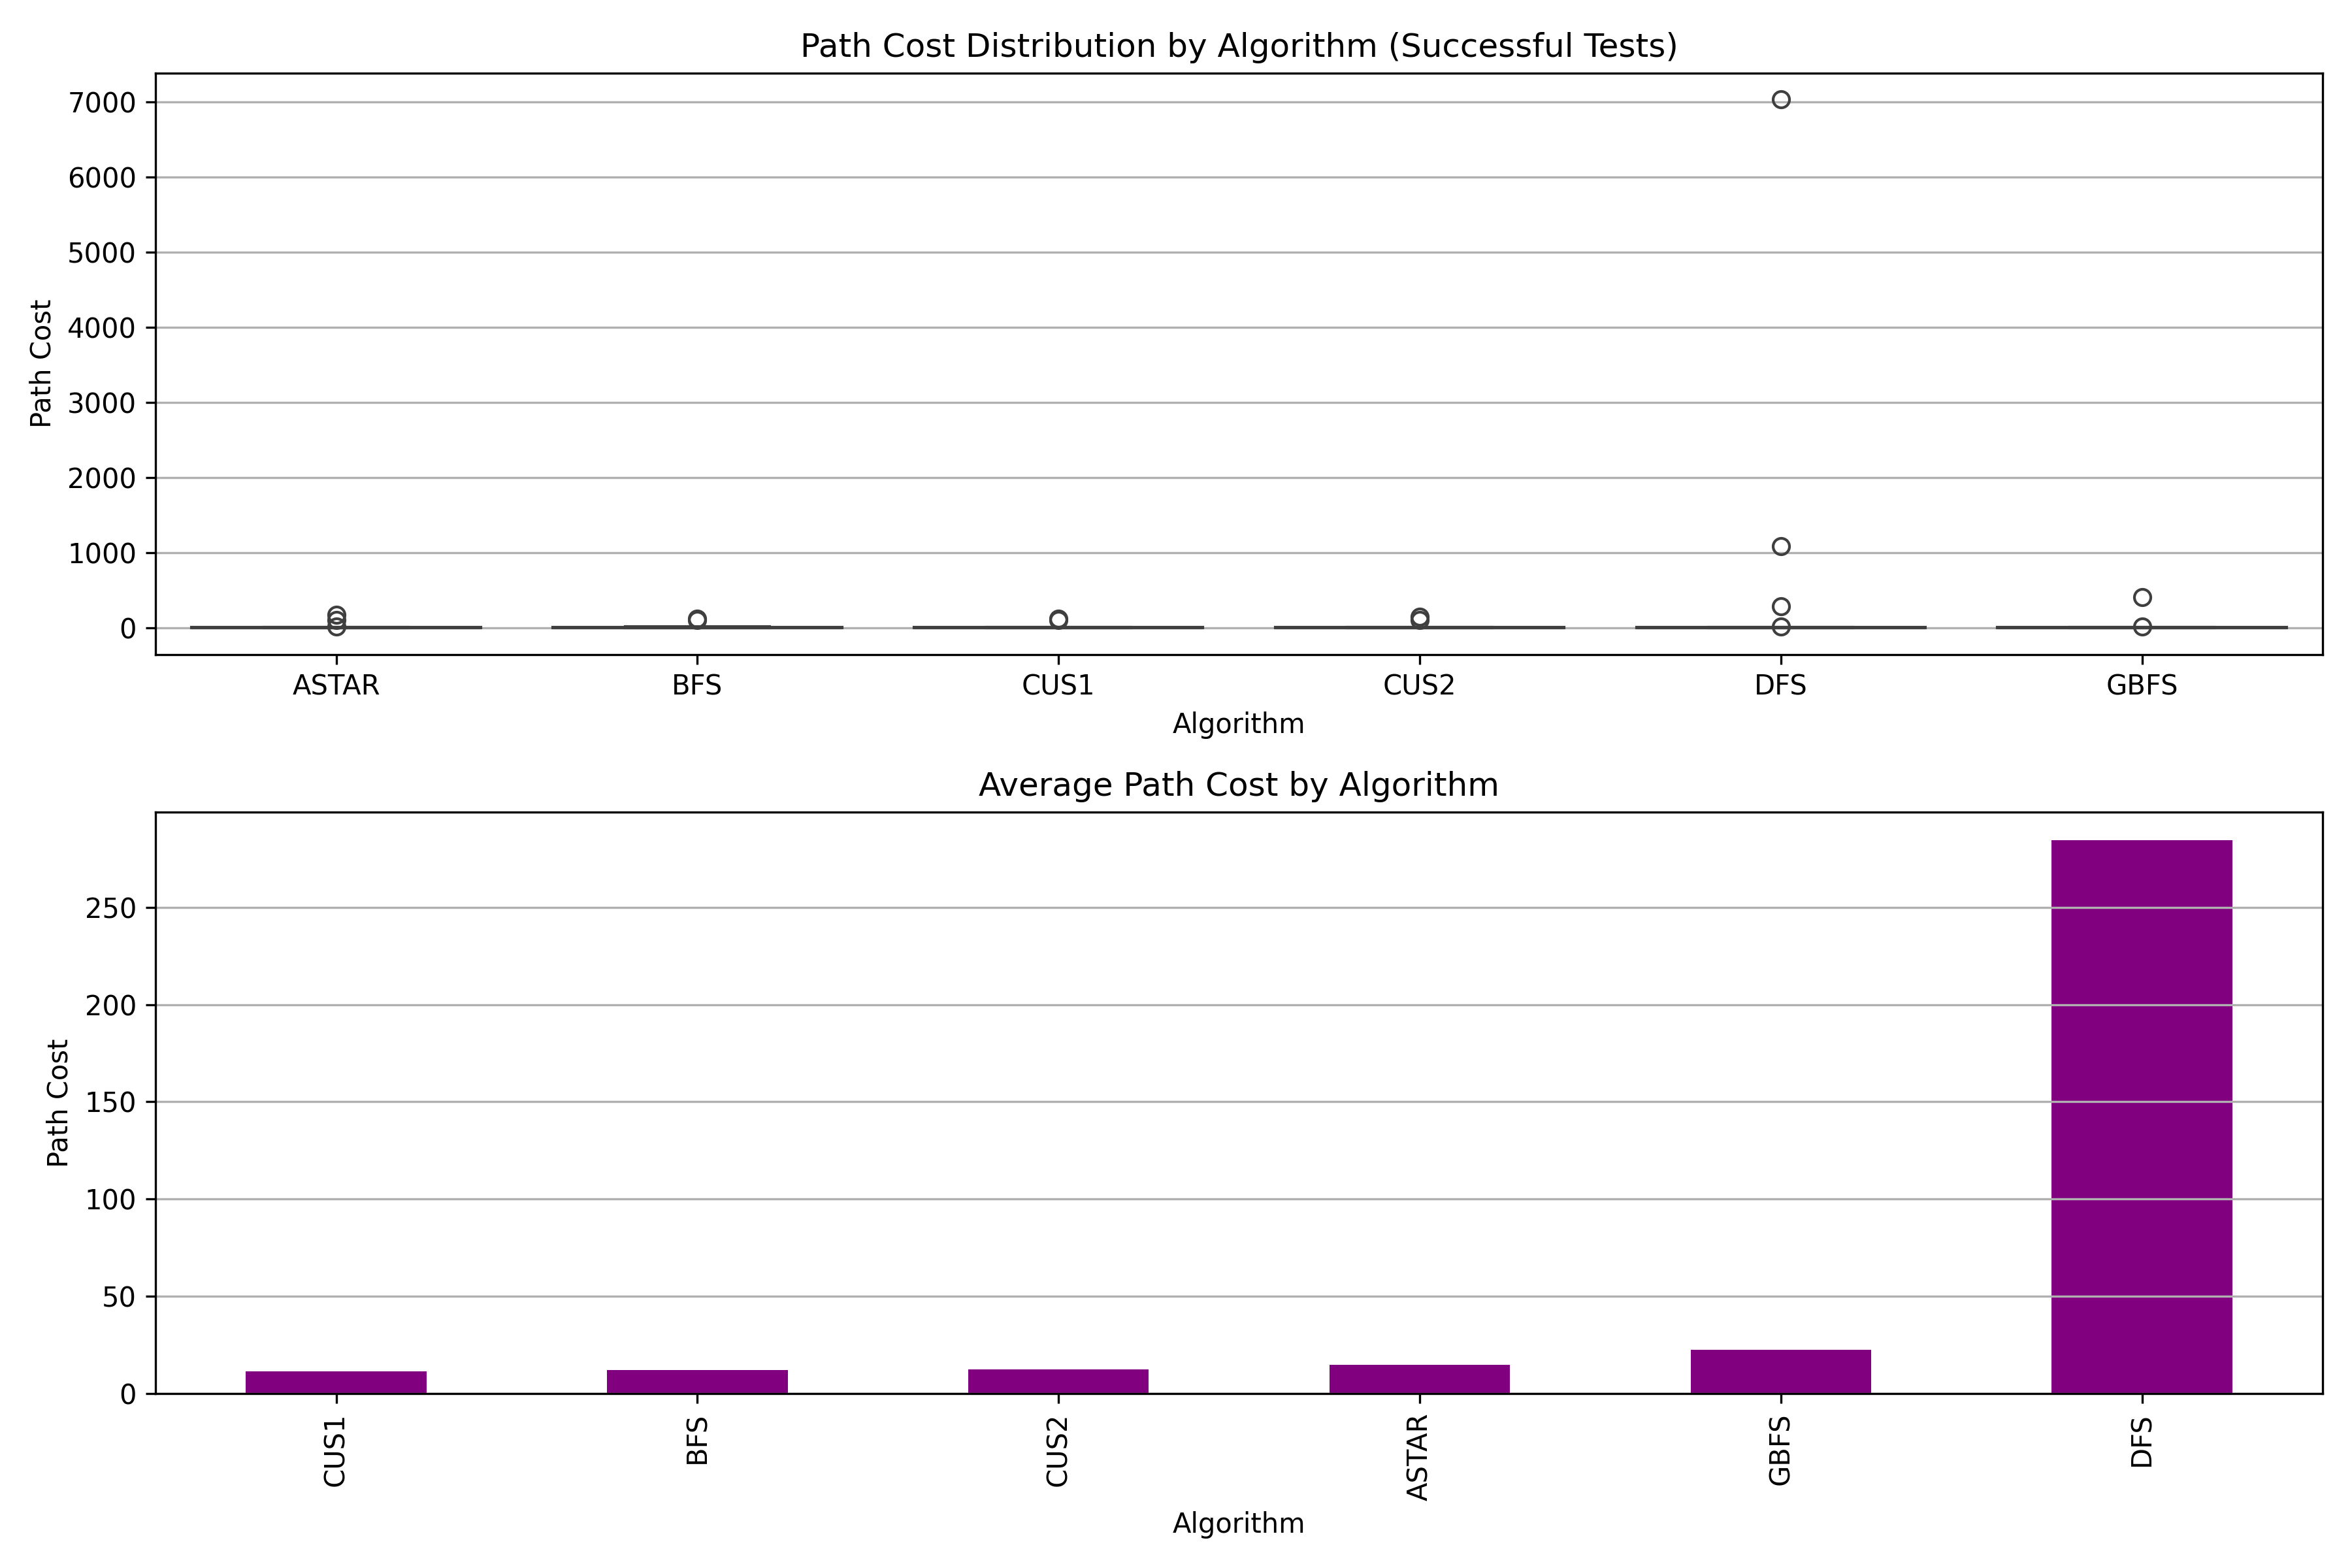 Path Cost Distribution by Algorithm (Successful Tests)
Path Cost
7000
6000
5000
4000
3000
2000
1000
0
ASTAR BFS CUS1 CUS2 DFS GBFS
Algorithm
Average Path Cost by Algorithm
Path Cost
250
200
150
100
50
0
CUS1 BFS CUS2 ASTAR GBFS DFS
Algorithm